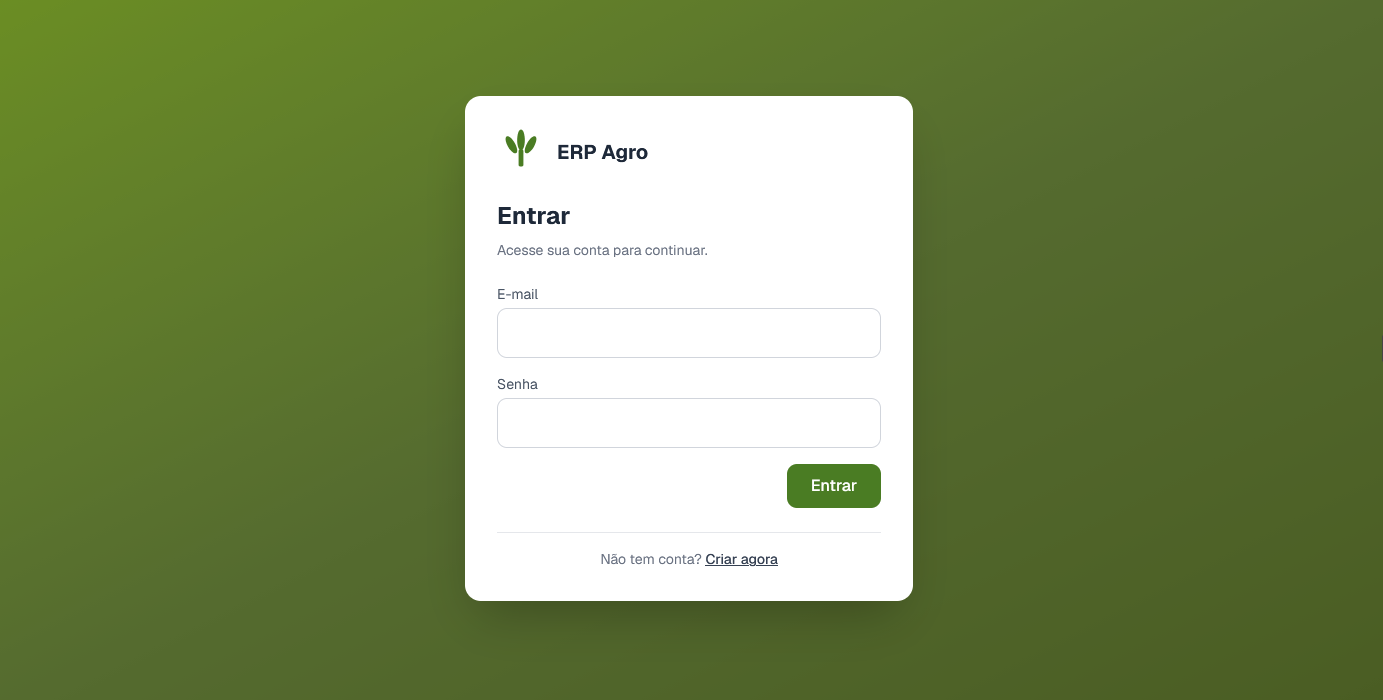 ERP Agro
Entrar
Acesse sua conta para continuar.
E-mail
Senha
Entrar
Não tem conta? Criar agora